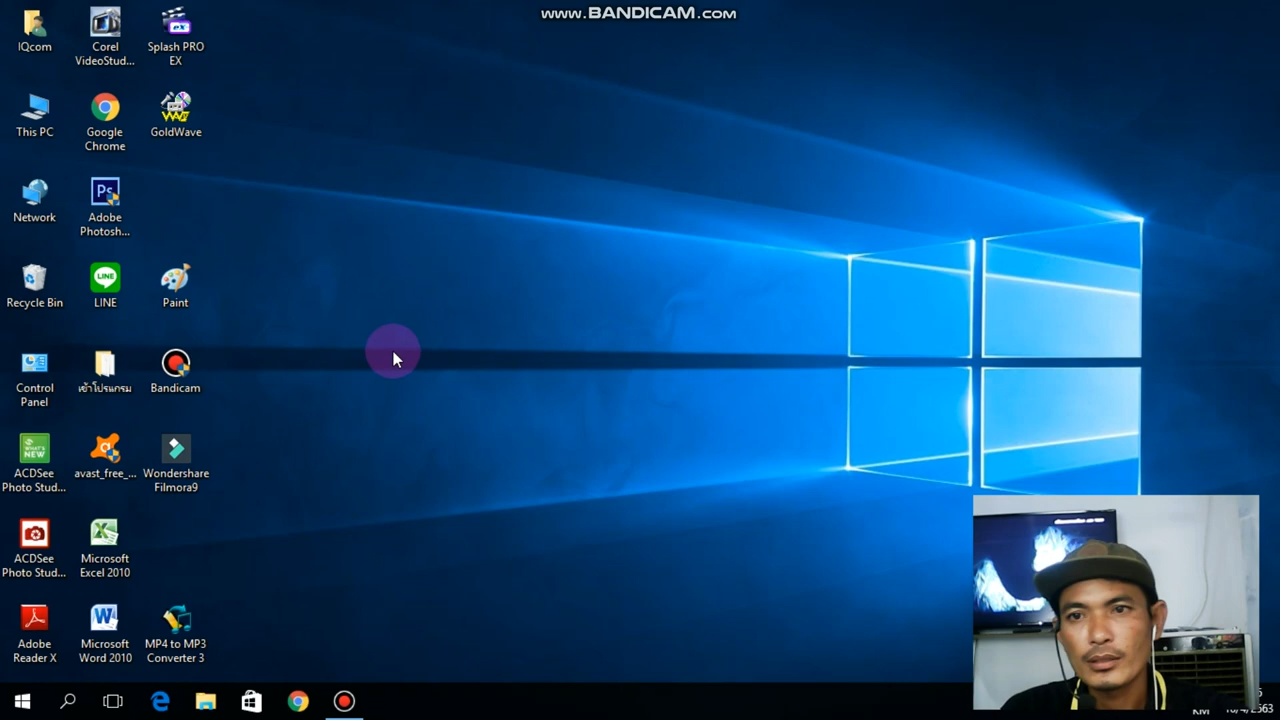 www.BANDICAM.com
IQcom
Corel
VideoStud...
Splash PRO
EX
This PC
Google
Chrome
GoldWave
Network
Adobe
Photosh...
Recycle Bin
LINE
Paint
Control
Panel
เข้าโปรแกรม
Bandicam
ACDSee
Photo Stud...
avast_free_...
Wondershare
Filmora9
ACDSee
Photo Stud...
Microsoft
Excel 2010
Adobe
Reader X
Microsoft
Word 2010
MP4 to MP3
Converter 3
KM